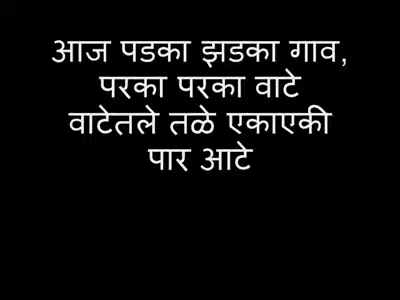 आज पडका झडका गाव,
परका परका वाटे
वाटेतले तळे एकाएकी
पार आटे